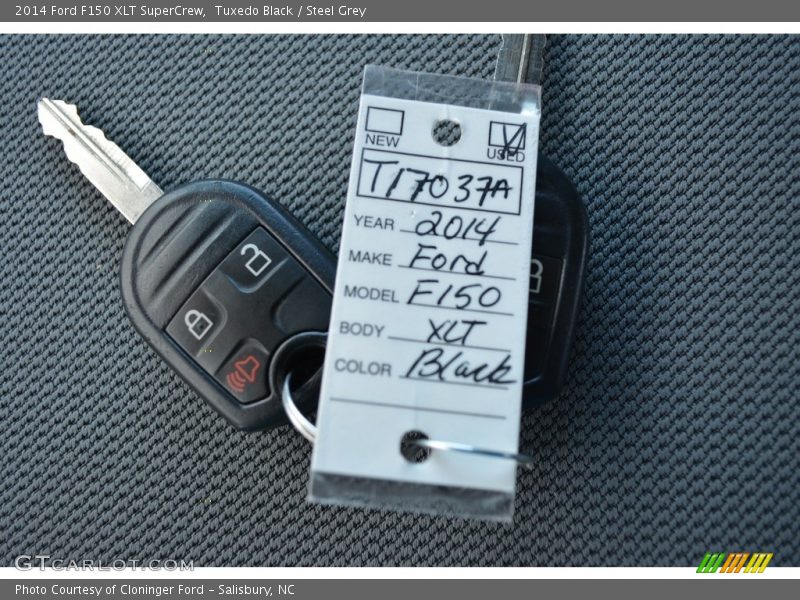 2014 Ford F150 XLT SuperCrew,  Tuxedo Black / Steel Grey
NEW
USED
T17037A
YEAR 2014
MAKE Ford
MODEL F150
BODY XLT
COLOR Black
GTcarlot.com
Photo Courtesy of Cloninger Ford – Salisbury, NC